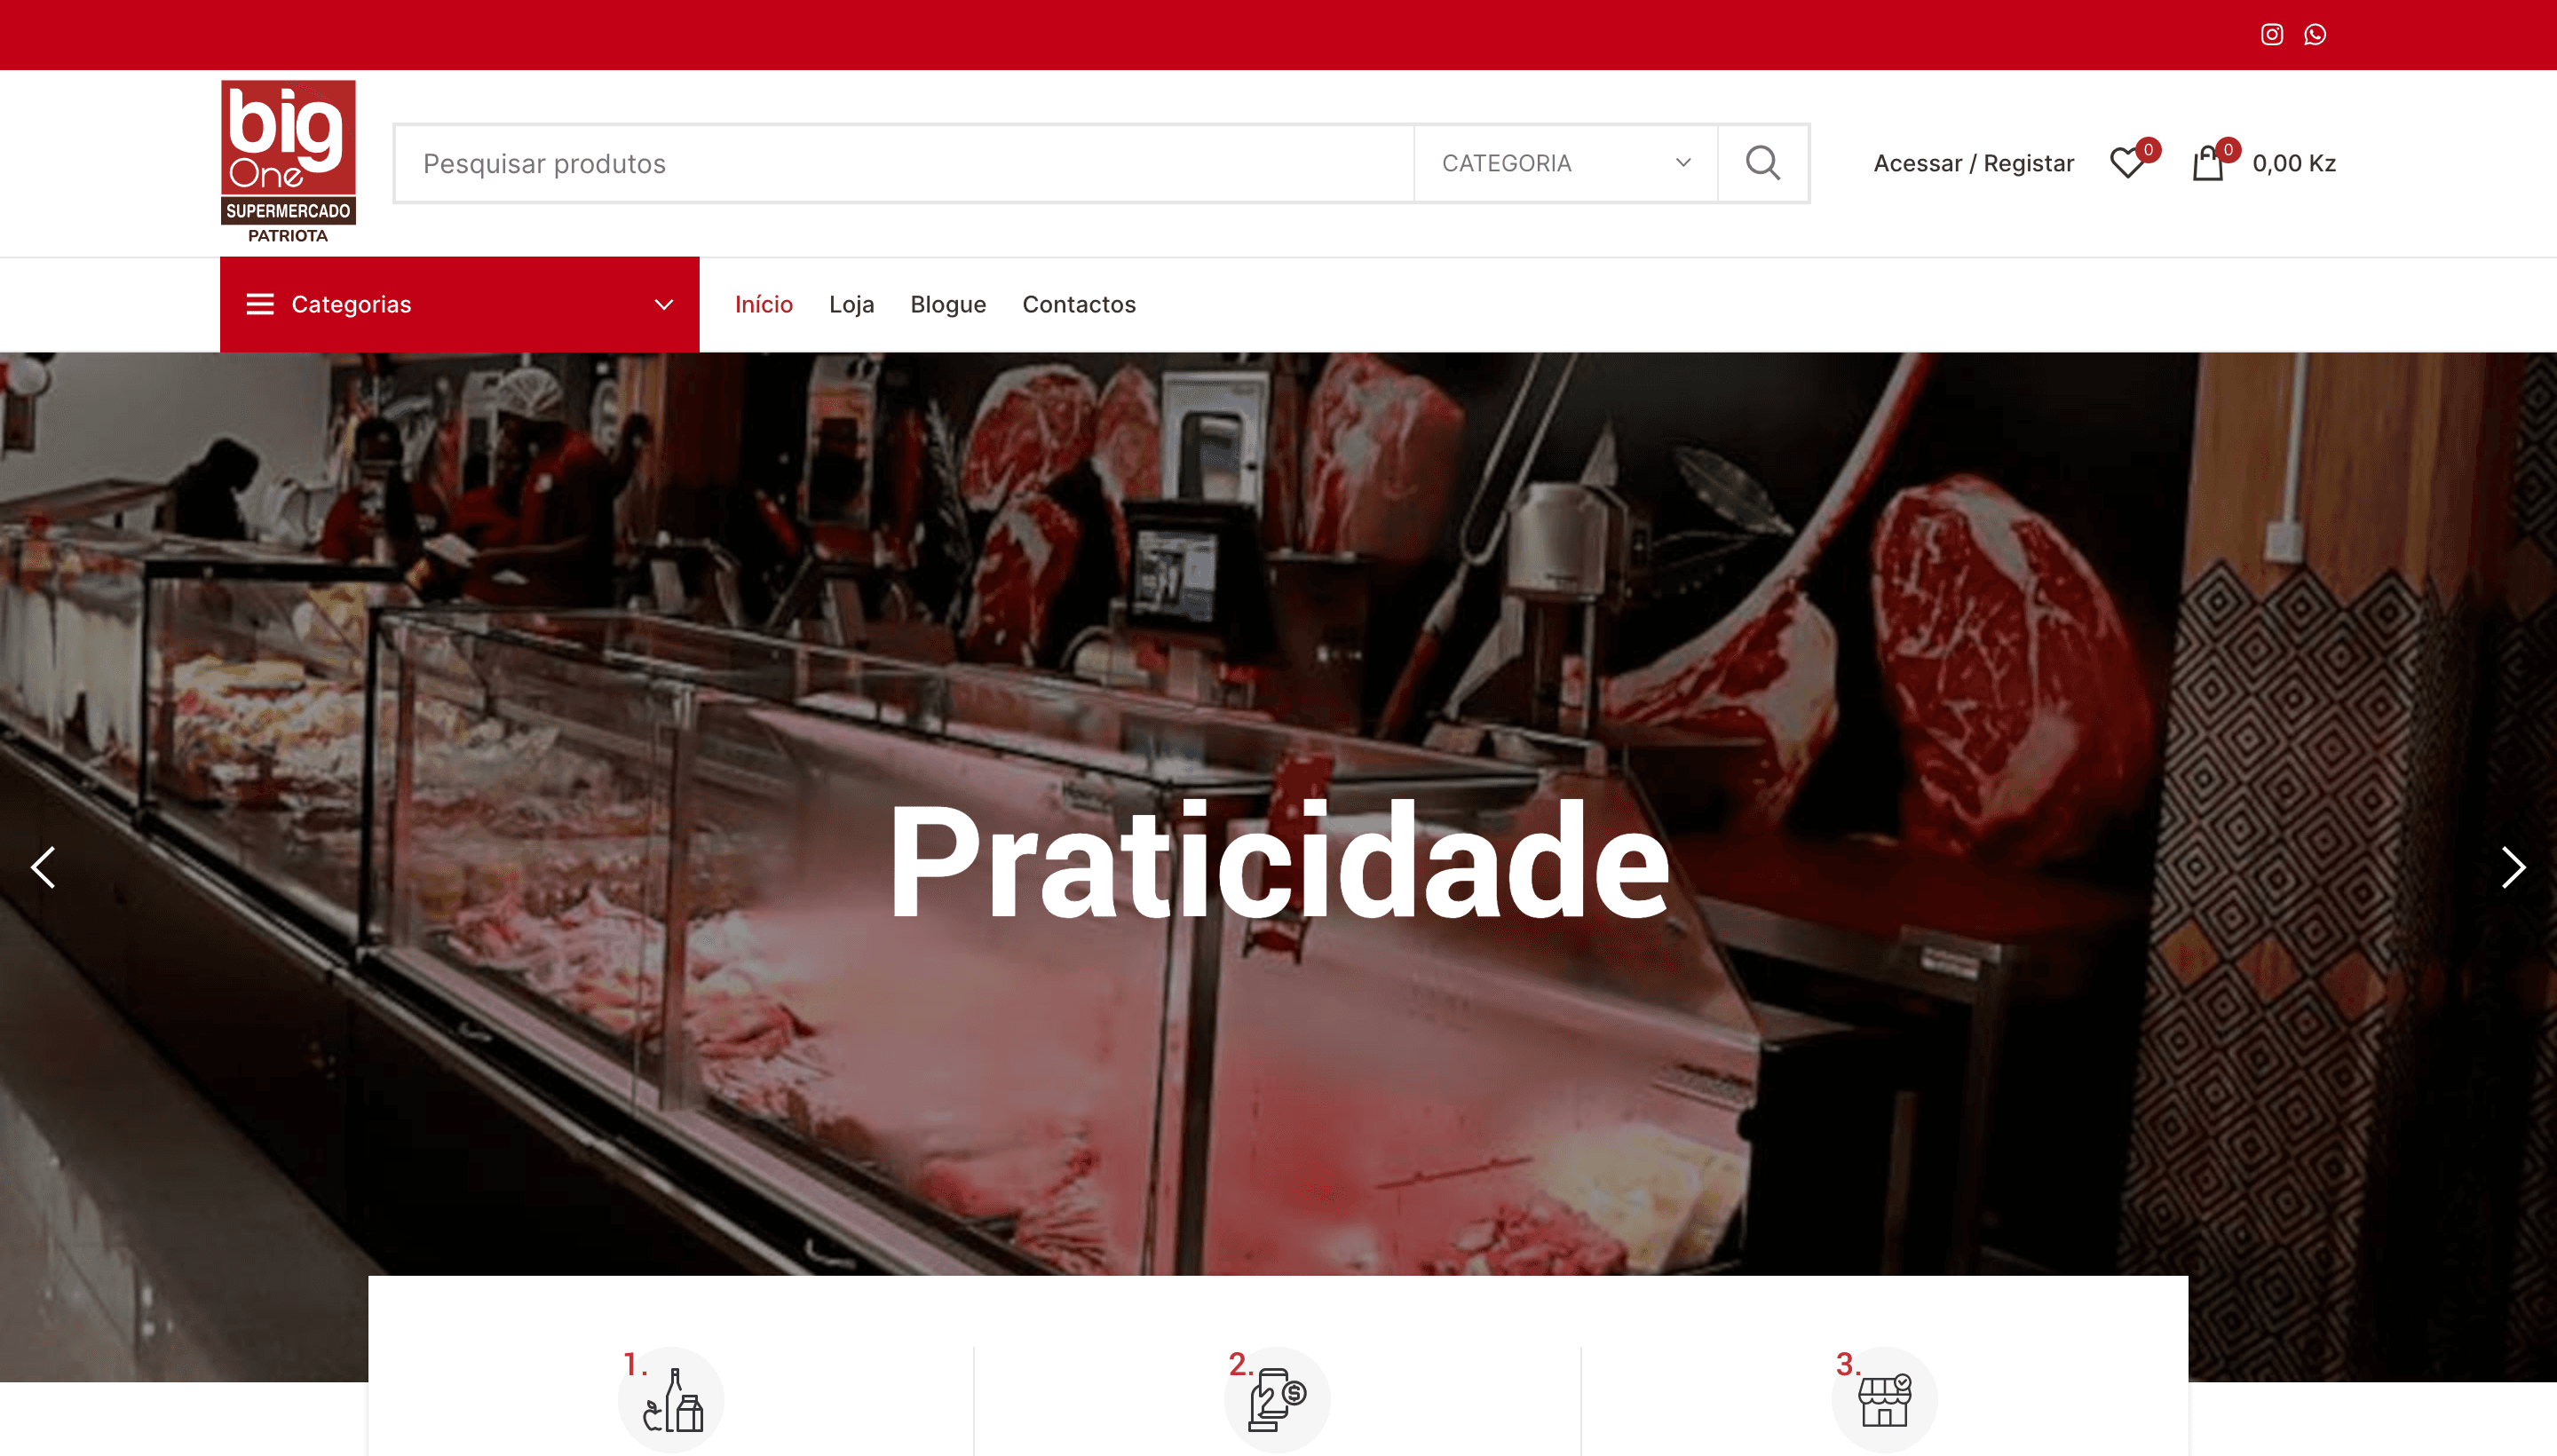 big
One
SUPERMERCADO
PATRIOTA
Pesquisar produtos
CATEGORIA
Acessar / Registar
0
0
0,00 Kz
Categorias
Início
Loja
Blogue
Contactos
Praticidade
1.
2.
3.